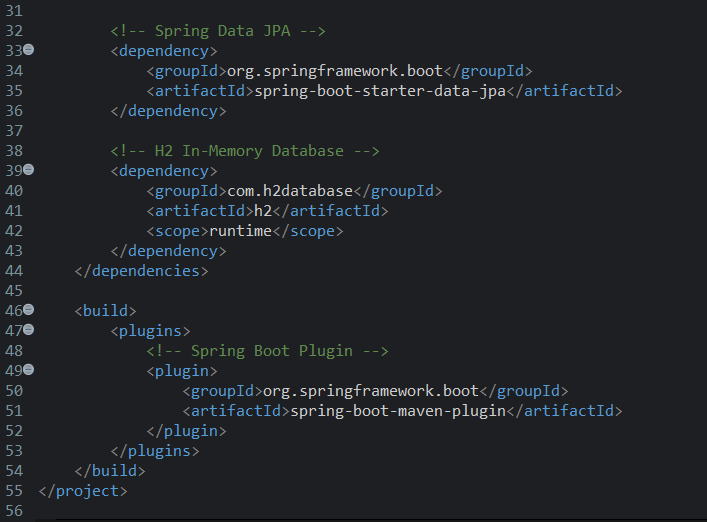 31
32 <!-- Spring Data JPA -->
33 <dependency>
34 <groupId>org.springframework.boot</groupId>
35 <artifactId>spring-boot-starter-data-jpa</artifactId>
36 </dependency>
37
38 <!-- H2 In-Memory Database -->
39 <dependency>
40 <groupId>com.h2database</groupId>
41 <artifactId>h2</artifactId>
42 <scope>runtime</scope>
43 </dependency>
44 </dependencies>
45
46 <build>
47 <plugins>
48 <!-- Spring Boot Plugin -->
49 <plugin>
50 <groupId>org.springframework.boot</groupId>
51 <artifactId>spring-boot-maven-plugin</artifactId>
52 </plugin>
53 </plugins>
54 </build>
55 </project>
56